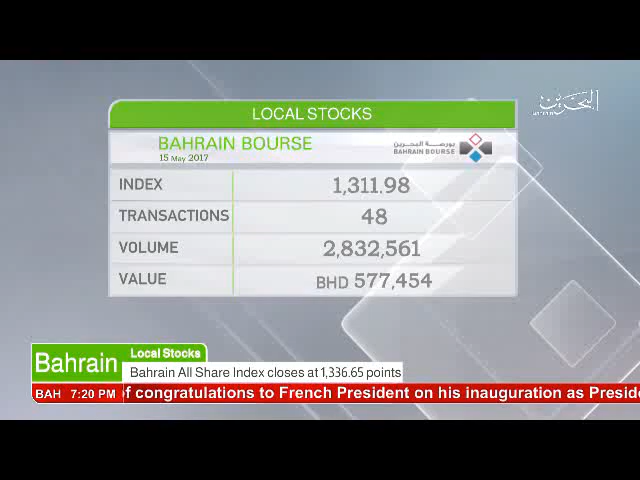 البحرين
LOCAL STOCKS
BAHRAIN BOURSE
15 May 2017
بورصة البحرين
BAHRAIN BOURSE
INDEX 1,311.98
TRANSACTIONS 48
VOLUME 2,832,561
VALUE BHD 577,454
Local Stocks
Bahrain
Bahrain All Share Index closes at 1,336.65 points
BAH 7:20 PM of congratulations to French President on his inauguration as Preside